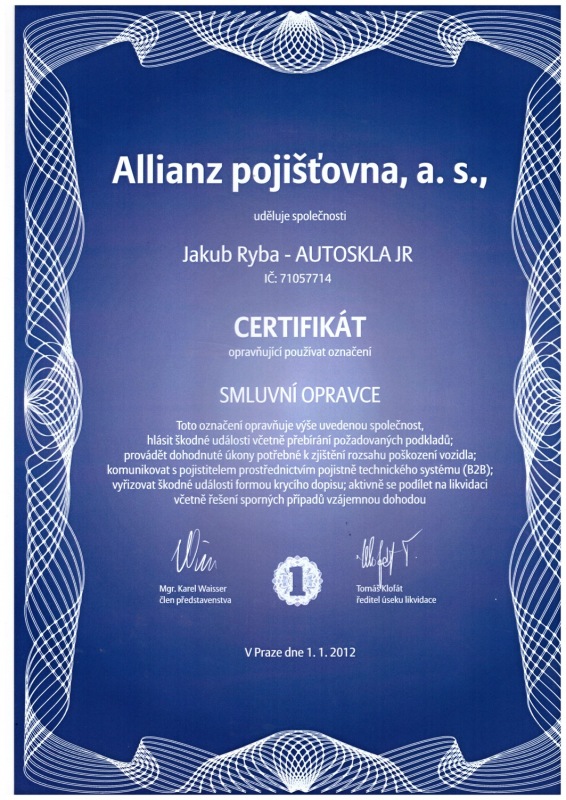 Allianz pojišťovna, a. s.,
uděluje společnosti
Jakub Ryba - AUTOSKLA JR
IČ: 71057714
CERTIFIKÁT
opravňující používat označení
SMLUVNÍ OPRAVCE
Toto označení opravňuje výše uvedenou společnost,
hlásit škodné události včetně přebírání požadovaných podkladů;
provádět dohodnuté úkony potřebné k zjištění rozsahu poškození vozidla;
komunikovat s pojistitelem prostřednictvím pojistně technického systému (B2B);
vyřizovat škodné události formou krycího dopisu; aktivně se podílet na likvidaci
včetně řešení sporných případů vzájemnou dohodou
1
Mgr. Karel Waisser
člen představenstva
Tomáš Klofát
ředitel úseku likvidace
V Praze dne 1. 1. 2012